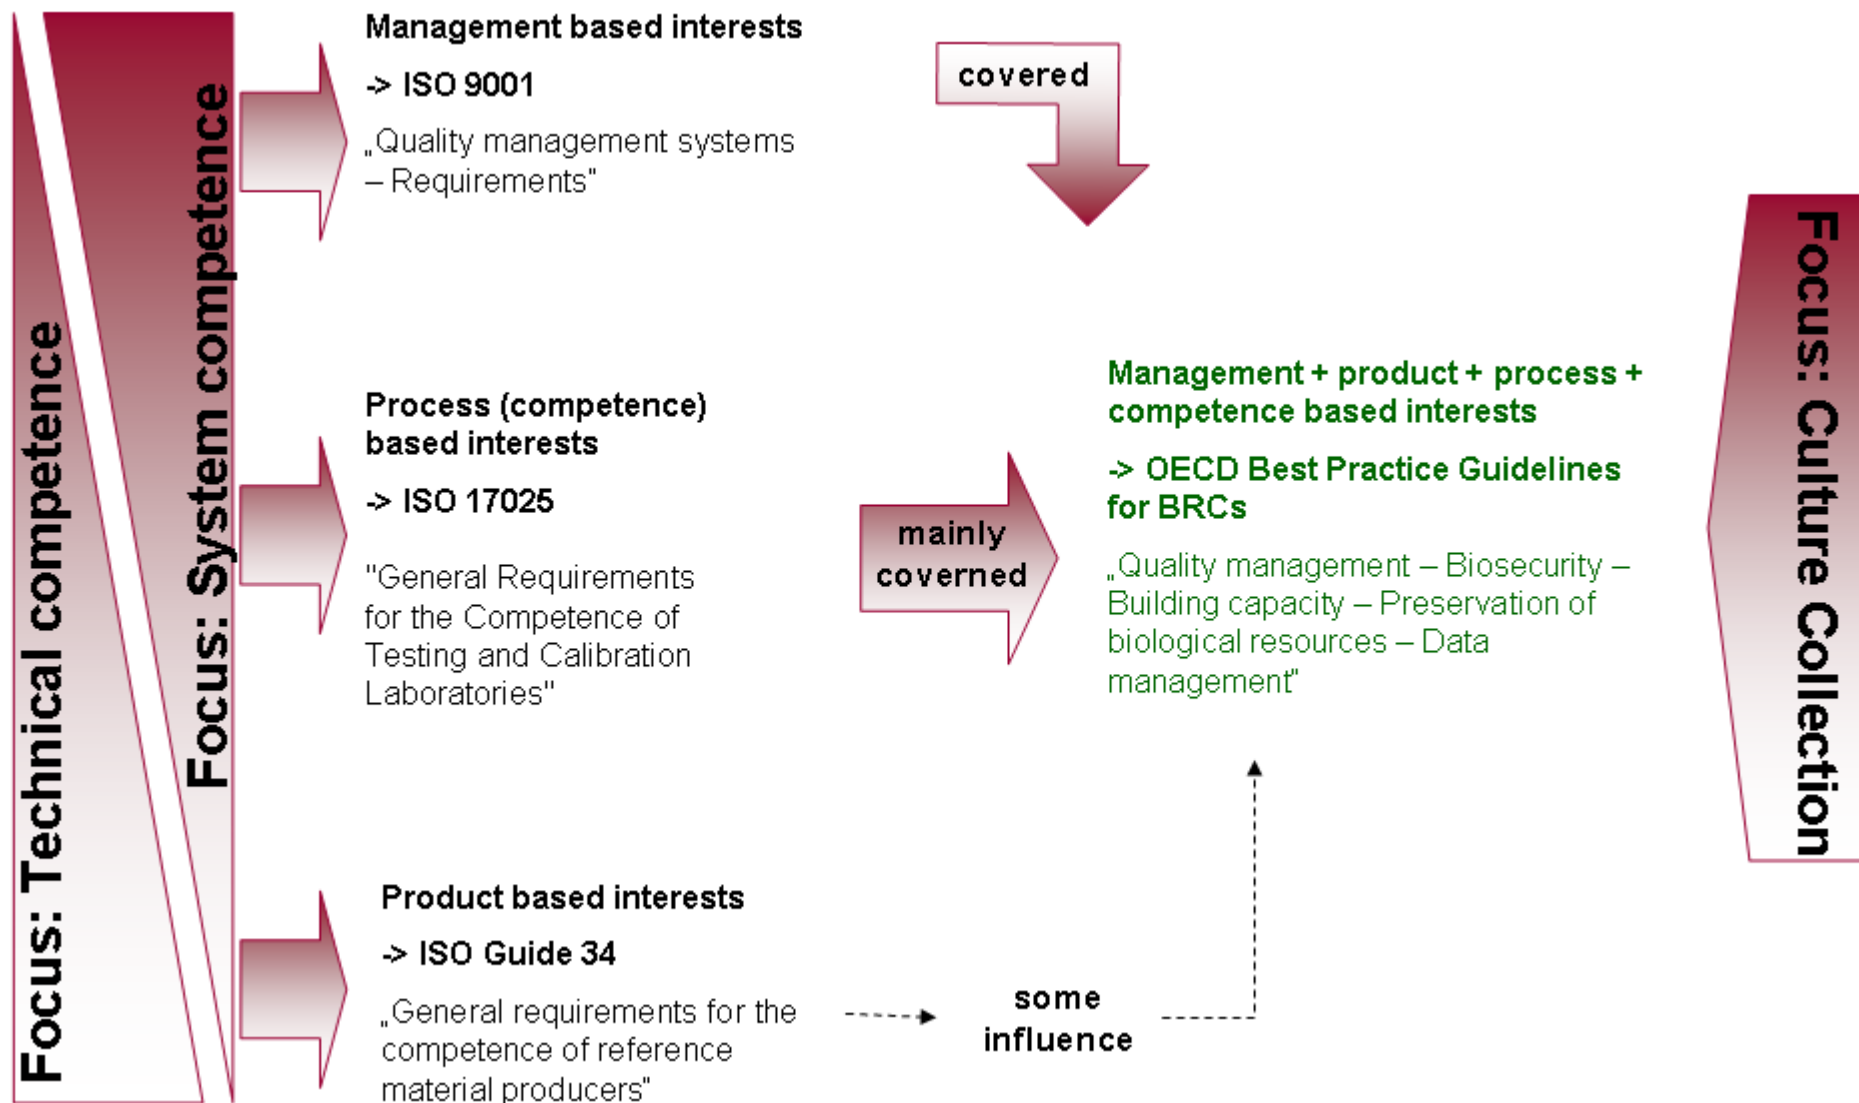 Focus: Technical competence
Focus: System competence
Management based interests
-> ISO 9001
„Quality management systems
– Requirements"
covered
Process (competence)
based interests
-> ISO 17025
"General Requirements
for the Competence of
Testing and Calibration
Laboratories"
mainly
coverned
Management + product + process +
competence based interests
-> OECD Best Practice Guidelines
for BRCs
„Quality management – Biosecurity –
Building capacity – Preservation of
biological resources – Data
management"
Focus: Culture Collection
Product based interests
-> ISO Guide 34
„General requirements for the
competence of reference
material producers"
some
influence